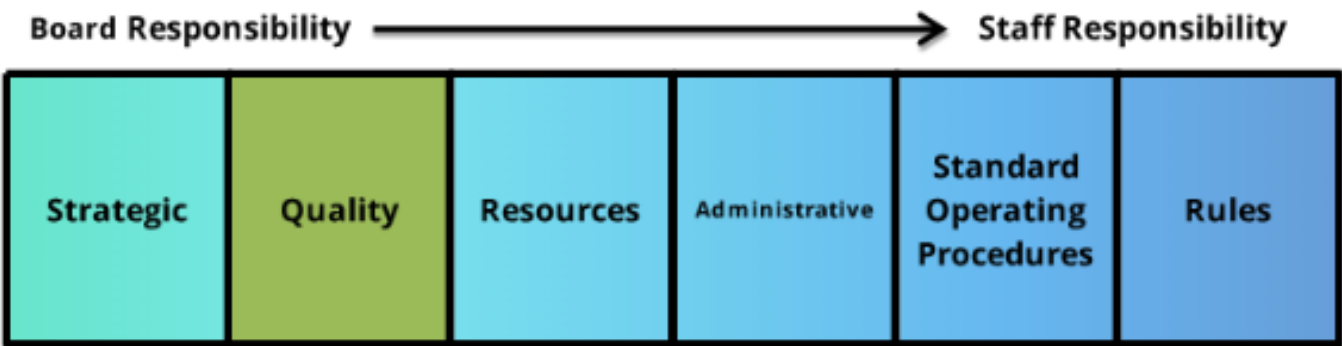 Board Responsibility
Staff Responsibility
Strategic
Quality
Resources
Administrative
Standard
Operating
Procedures
Rules